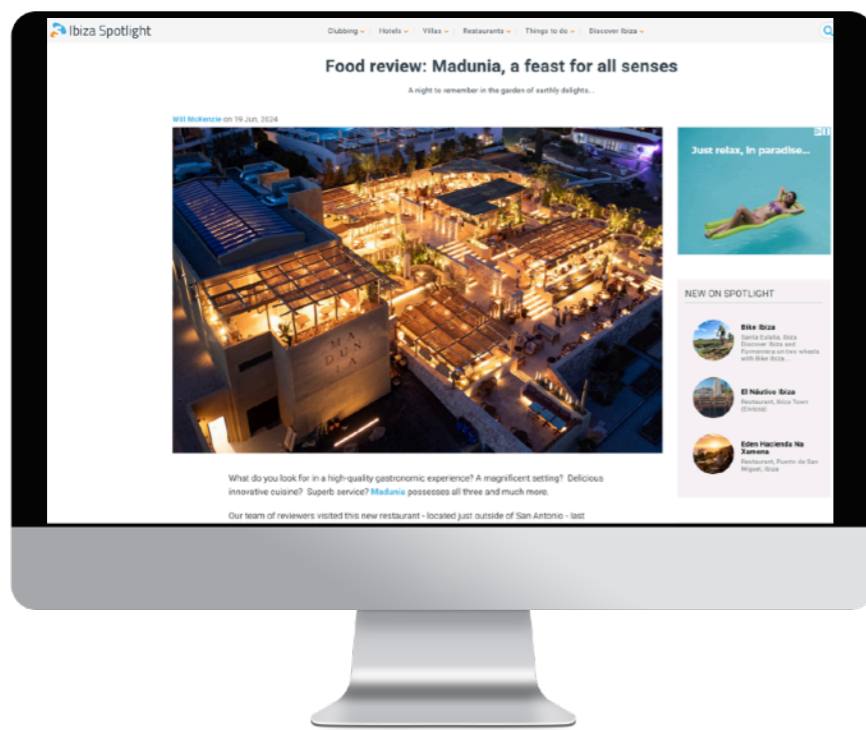 Ibiza Spotlight
Clubbing Hotels Villas Restaurants Things to do Discover Ibiza
Food review: Madunia, a feast for all senses
A night to remember in the garden of earthly delights...
Will McKenzie on 19 Jun, 2024
Just relax, in paradise...
MA
DUN
IA
NEW ON SPOTLIGHT
Bike Ibiza
Santa Eulalia, Ibiza
Discover Ibiza and
Formentera on two wheels
with Bike Ibiza...
El Náutico Ibiza
Restaurant, Ibiza Town
(Eivissa)
Eden Hacienda Na
Xamena
Restaurant, Puerto de San
Miguel, Ibiza
What do you look for in a high-quality gastronomic experience? A magnificent setting? Delicious
innovative cuisine? Superb service? Madunia possesses all three and much more.
Our team of reviewers visited this new restaurant - located just outside of San Antonio - last